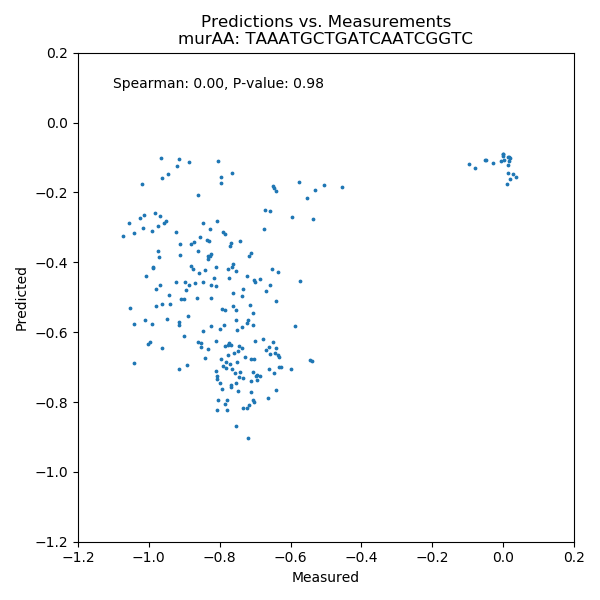 Predictions vs. Measurements
murAA: TAAATGCTGATCAATCGGTC
Spearman: 0.00, P-value: 0.98
0.2
0.0
−0.2
−0.4
−0.6
−0.8
−1.0
−1.2
Predicted
−1.2 −1.0 −0.8 −0.6 −0.4 −0.2 0.0 0.2
Measured